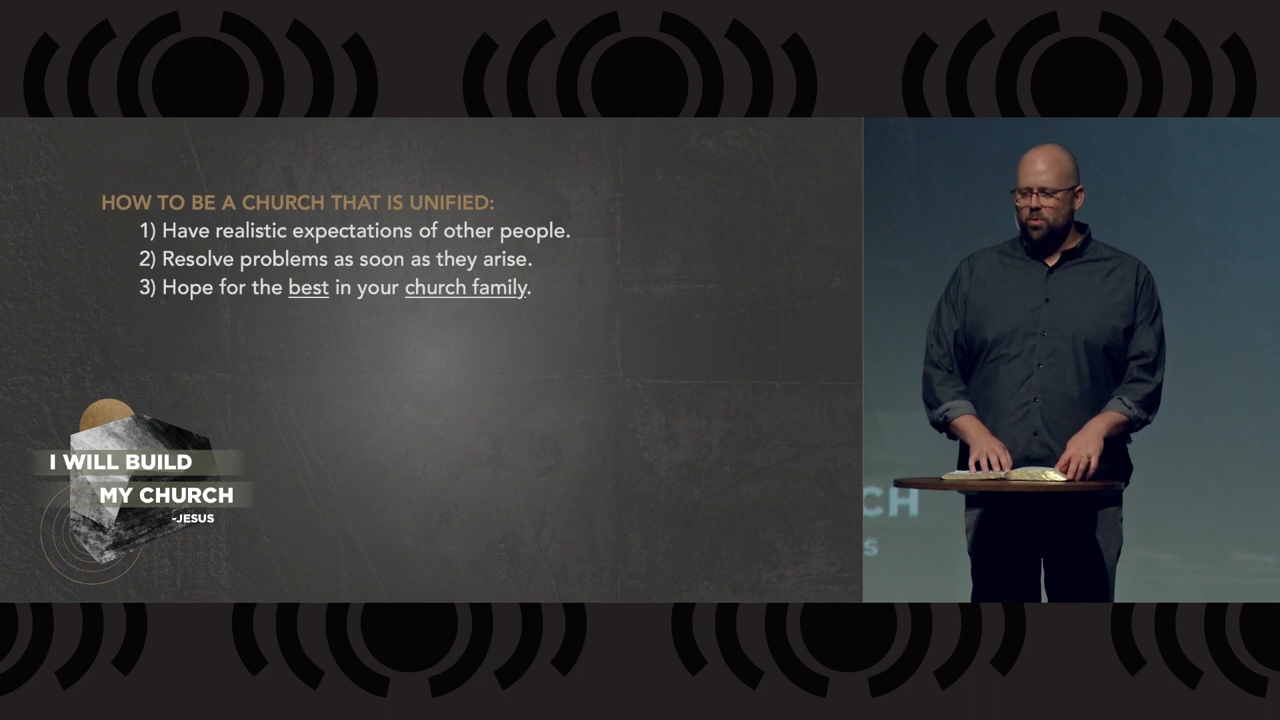 HOW TO BE A CHURCH THAT IS UNIFIED:
1) Have realistic expectations of other people.
2) Resolve problems as soon as they arise.
3) Hope for the best in your church family.
I WILL BUILD
MY CHURCH
-JESUS
CH
S